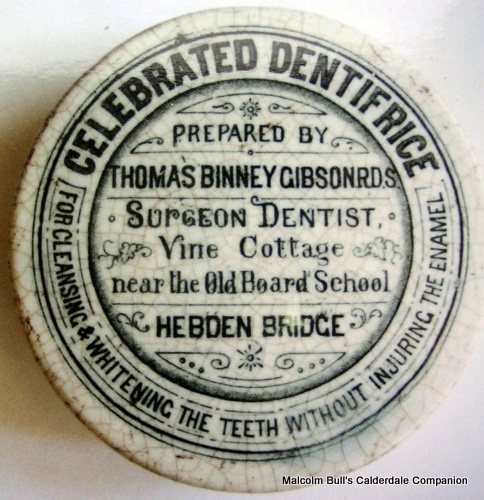 CELEBRATED DENTIFRICE
PREPARED BY
THOMAS BINNEY GIBSON R.D.S.
SURGEON DENTIST,
Vine Cottage
near the Old Board School
HEBDEN BRIDGE
FOR CLEANSING & WHITENING THE TEETH WITHOUT INJURING THE ENAMEL
Malcolm Bull's Calderdale Companion